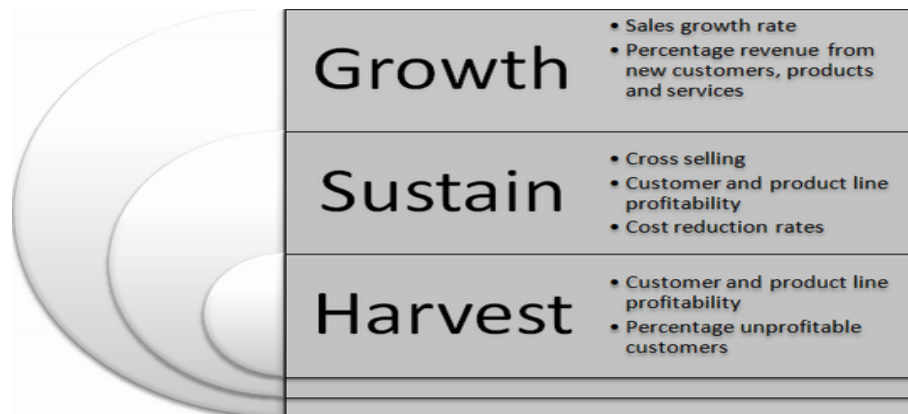 Growth
• Sales growth rate
• Percentage revenue from
new customers, products
and services
Sustain
• Cross selling
• Customer and product line
profitability
• Cost reduction rates
Harvest
• Customer and product line
profitability
• Percentage unprofitable
customers